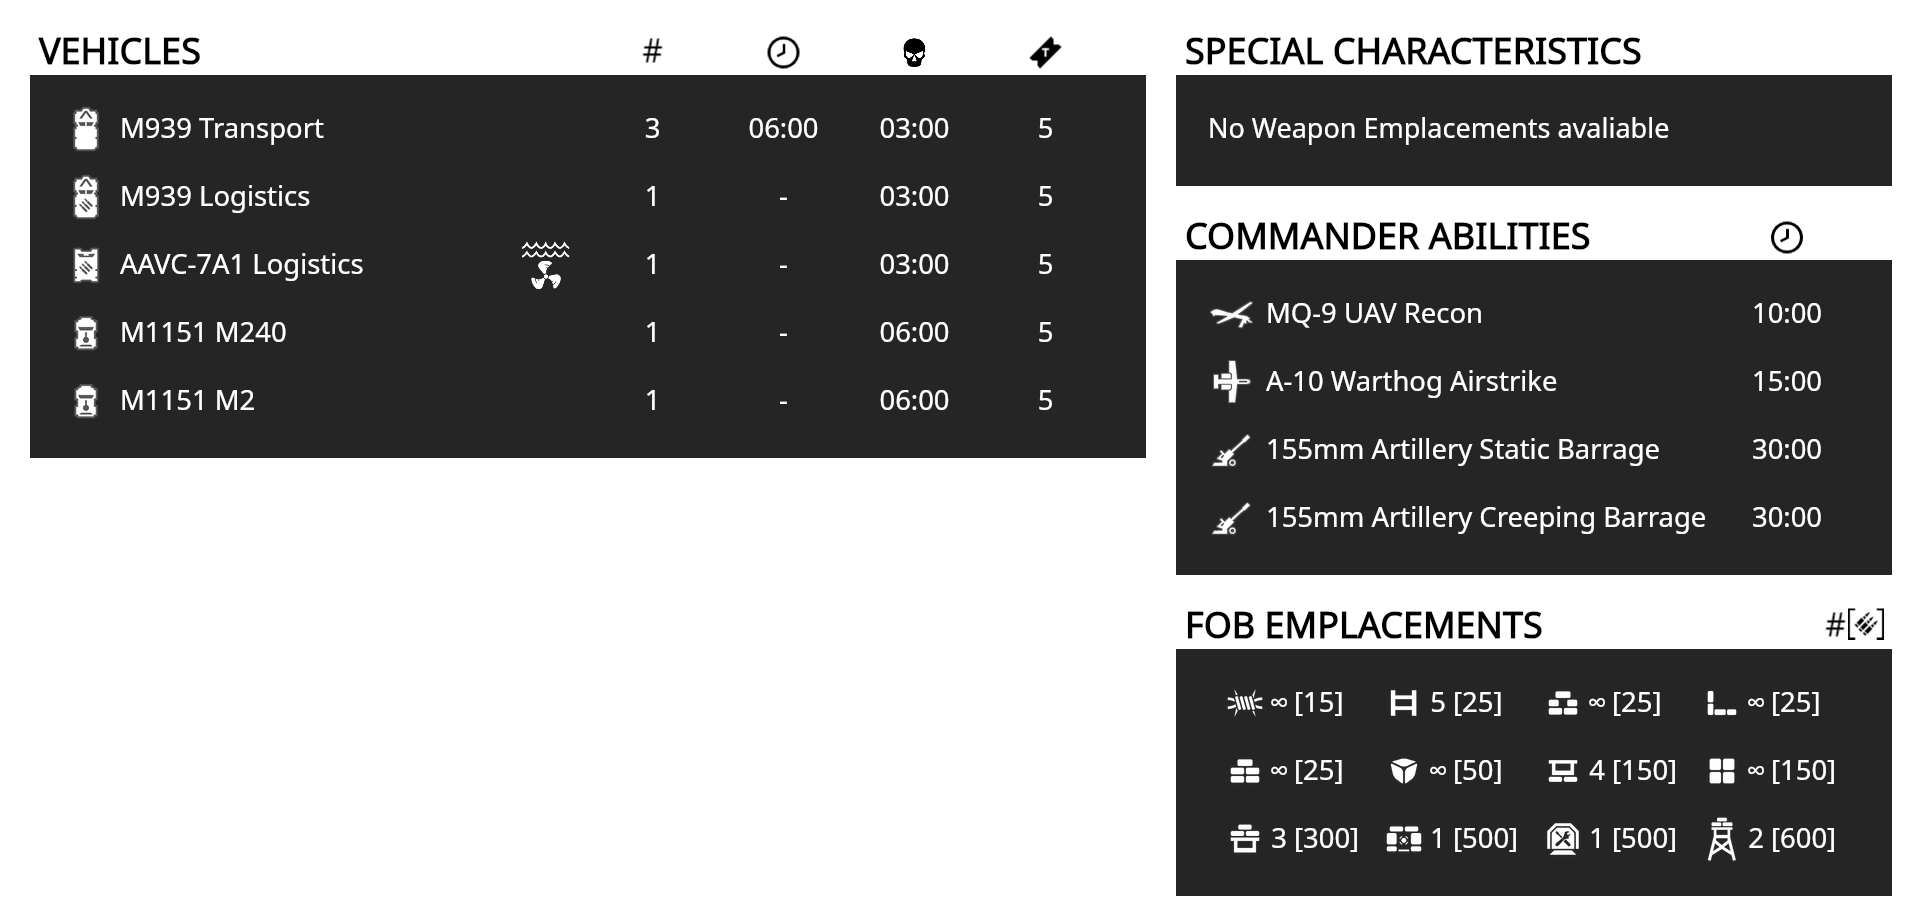 VEHICLES #
M939 Transport 3 06:00 03:00 5
M939 Logistics 1 - 03:00 5
AAVC-7A1 Logistics 1 - 03:00 5
M1151 M240 1 - 06:00 5
M1151 M2 1 - 06:00 5
SPECIAL CHARACTERISTICS
No Weapon Emplacements avaliable
COMMANDER ABILITIES
MQ-9 UAV Recon 10:00
A-10 Warthog Airstrike 15:00
155mm Artillery Static Barrage 30:00
155mm Artillery Creeping Barrage 30:00
FOB EMPLACEMENTS #[]
∞ [15] 5 [25] ∞ [25] ∞ [25]
∞ [25] ∞ [50] 4 [150] ∞ [150]
3 [300] 1 [500] 1 [500] 2 [600]